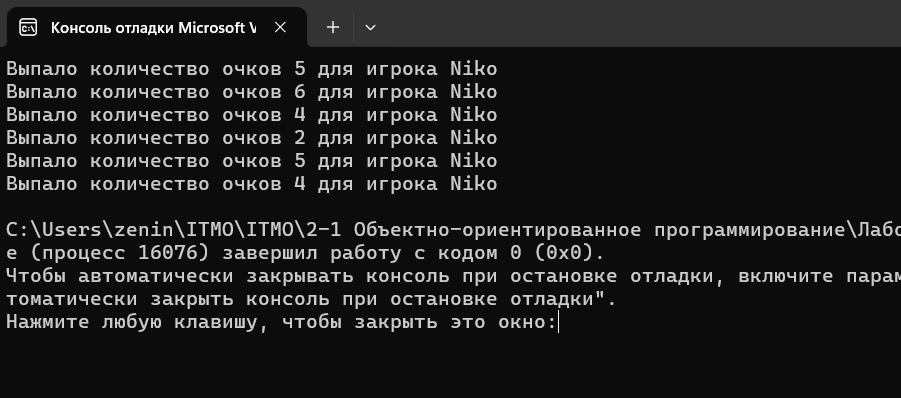 Консоль отладки Microsoft V
Выпало количество очков 5 для игрока Niko
Выпало количество очков 6 для игрока Niko
Выпало количество очков 4 для игрока Niko
Выпало количество очков 2 для игрока Niko
Выпало количество очков 5 для игрока Niko
Выпало количество очков 4 для игрока Niko
C:\Users\zenin\ITMO\ITMO\2-1 Объектно-ориентированное программирование\Лабо
е (процесс 16076) завершил работу с кодом 0 (0x0).
Чтобы автоматически закрывать консоль при остановке отладки, включите парам
томатически закрыть консоль при остановке отладки".
Нажмите любую клавишу, чтобы закрыть это окно: